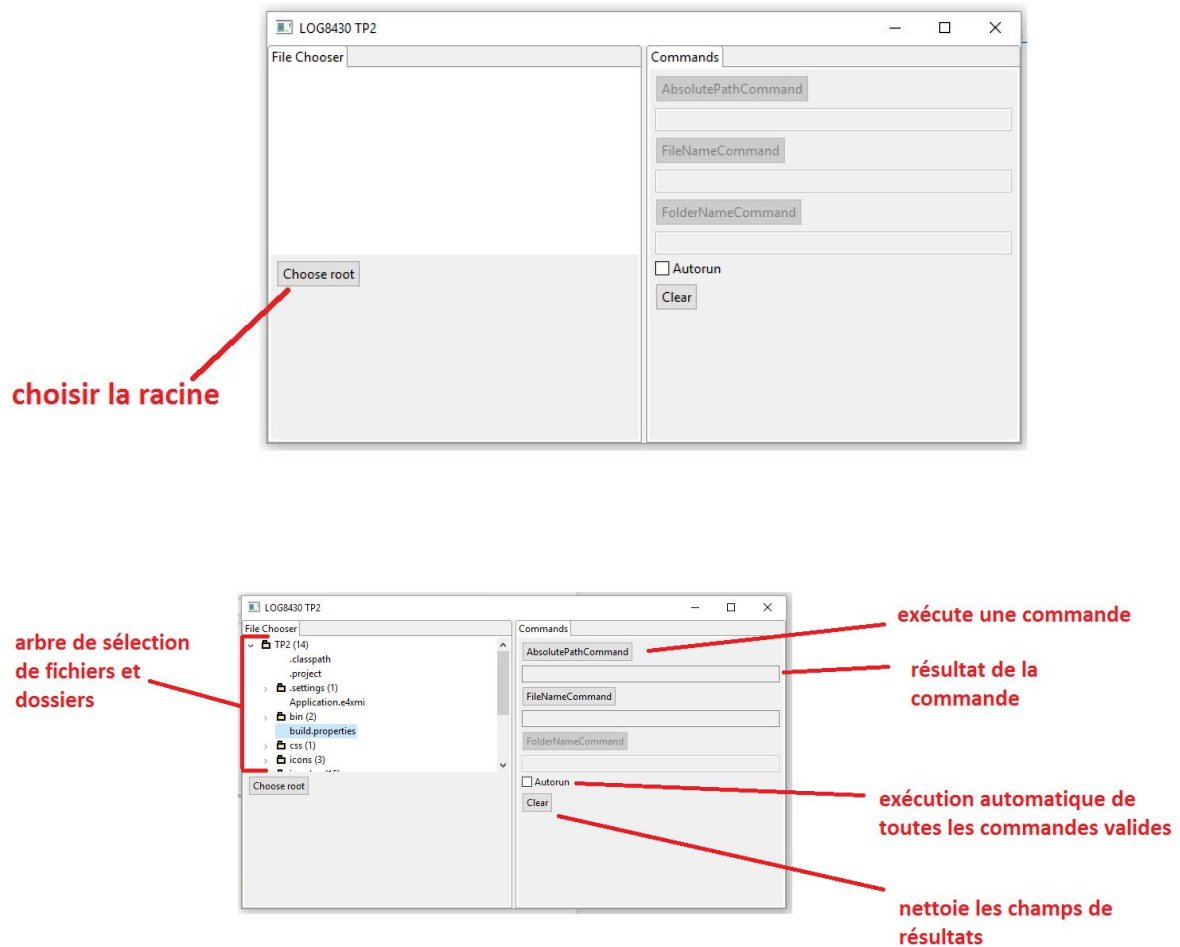 LOG8430 TP2
File Chooser
Commands
AbsolutePathCommand
FileNameCommand
FolderNameCommand
Autorun
Choose root
Clear
choisir la racine
LOG8430 TP2
File Chooser
Commands
TP2 (14)
.classpath
.project
.settings (1)
Application.e4xmi
bin (2)
build.properties
css (1)
icons (3)
Choose root
AbsolutePathCommand
FileNameCommand
FolderNameCommand
Autorun
Clear
arbre de sélection
de fichiers et
dossiers
exécute une commande
résultat de la
commande
exécution automatique de
toutes les commandes valides
nettoie les champs de
résultats